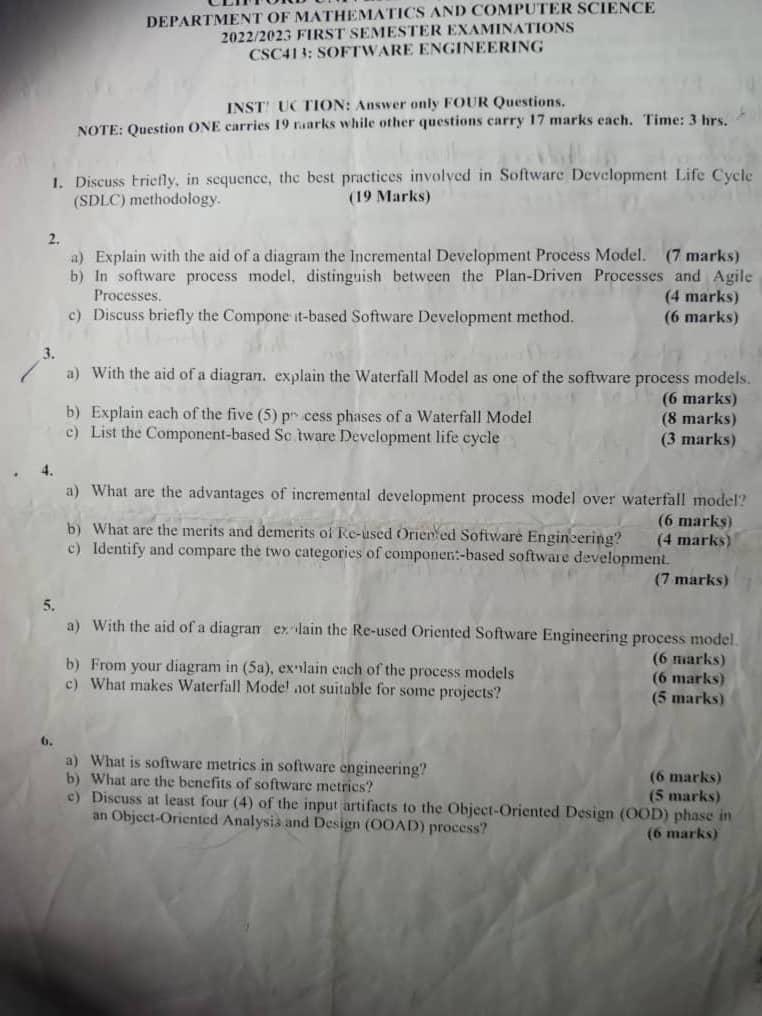 DEPARTMENT OF MATHEMATICS AND COMPUTER SCIENCE
2022/2023 FIRST SEMESTER EXAMINATIONS
CSC413: SOFTWARE ENGINEERING
INSTRUCTION: Answer only FOUR Questions.
NOTE: Question ONE carries 19 marks while other questions carry 17 marks each. Time: 3 hrs.
1. Discuss briefly, in sequence, the best practices involved in Software Development Life Cycle
(SDLC) methodology. (19 Marks)
2.
a) Explain with the aid of a diagram the Incremental Development Process Model. (7 marks)
b) In software process model, distinguish between the Plan-Driven Processes and Agile
Processes. (4 marks)
c) Discuss briefly the Component-based Software Development method. (6 marks)
3.
a) With the aid of a diagram, explain the Waterfall Model as one of the software process models.
(6 marks)
b) Explain each of the five (5) process phases of a Waterfall Model (8 marks)
c) List the Component-based Software Development life cycle (3 marks)
4.
a) What are the advantages of incremental development process model over waterfall model?
(6 marks)
b) What are the merits and demerits of Re-used Oriented Software Engineering? (4 marks)
c) Identify and compare the two categories of component-based software development.
(7 marks)
5.
a) With the aid of a diagram explain the Re-used Oriented Software Engineering process model.
(6 marks)
b) From your diagram in (5a), explain each of the process models (6 marks)
c) What makes Waterfall Model not suitable for some projects? (5 marks)
6.
a) What is software metrics in software engineering? (6 marks)
b) What are the benefits of software metrics? (5 marks)
c) Discuss at least four (4) of the input artifacts to the Object-Oriented Design (OOD) phase in
an Object-Oriented Analysis and Design (OOAD) process? (6 marks)